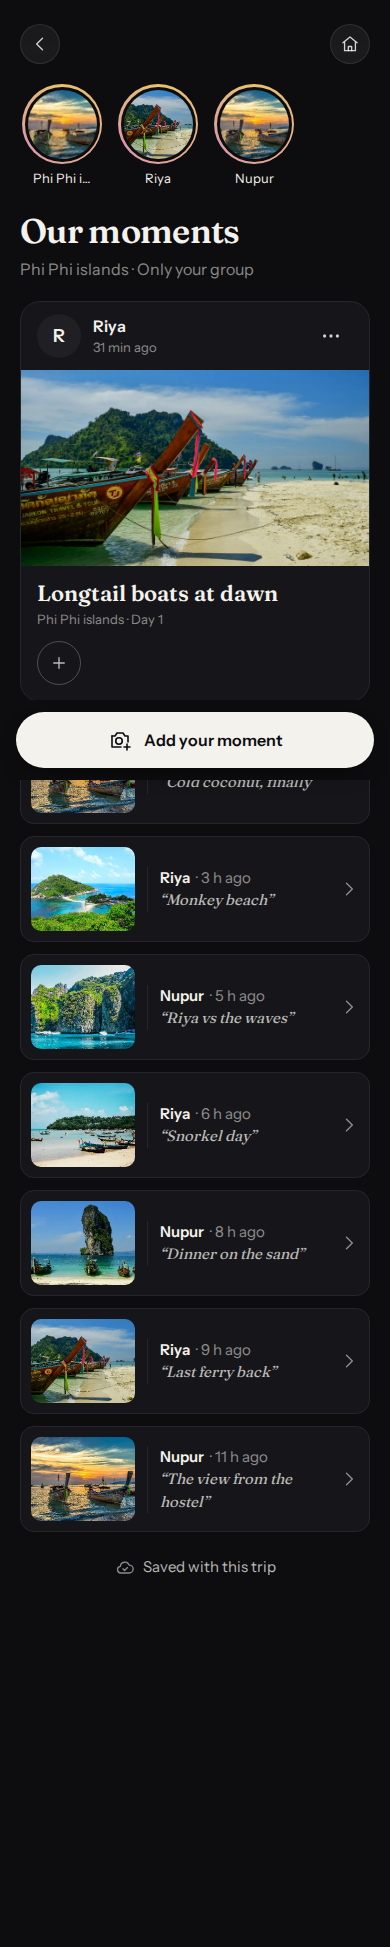 Phi Phi i...
Riya
Nupur
Our moments
Phi Phi islands · Only your group
R
Riya
31 min ago
Longtail boats at dawn
Phi Phi islands · Day 1
Add your moment
Cold coconut, finally
Riya · 3 h ago
“Monkey beach”
Nupur · 5 h ago
“Riya vs the waves”
Riya · 6 h ago
“Snorkel day”
Nupur · 8 h ago
“Dinner on the sand”
Riya · 9 h ago
“Last ferry back”
Nupur · 11 h ago
“The view from the
hostel”
Saved with this trip